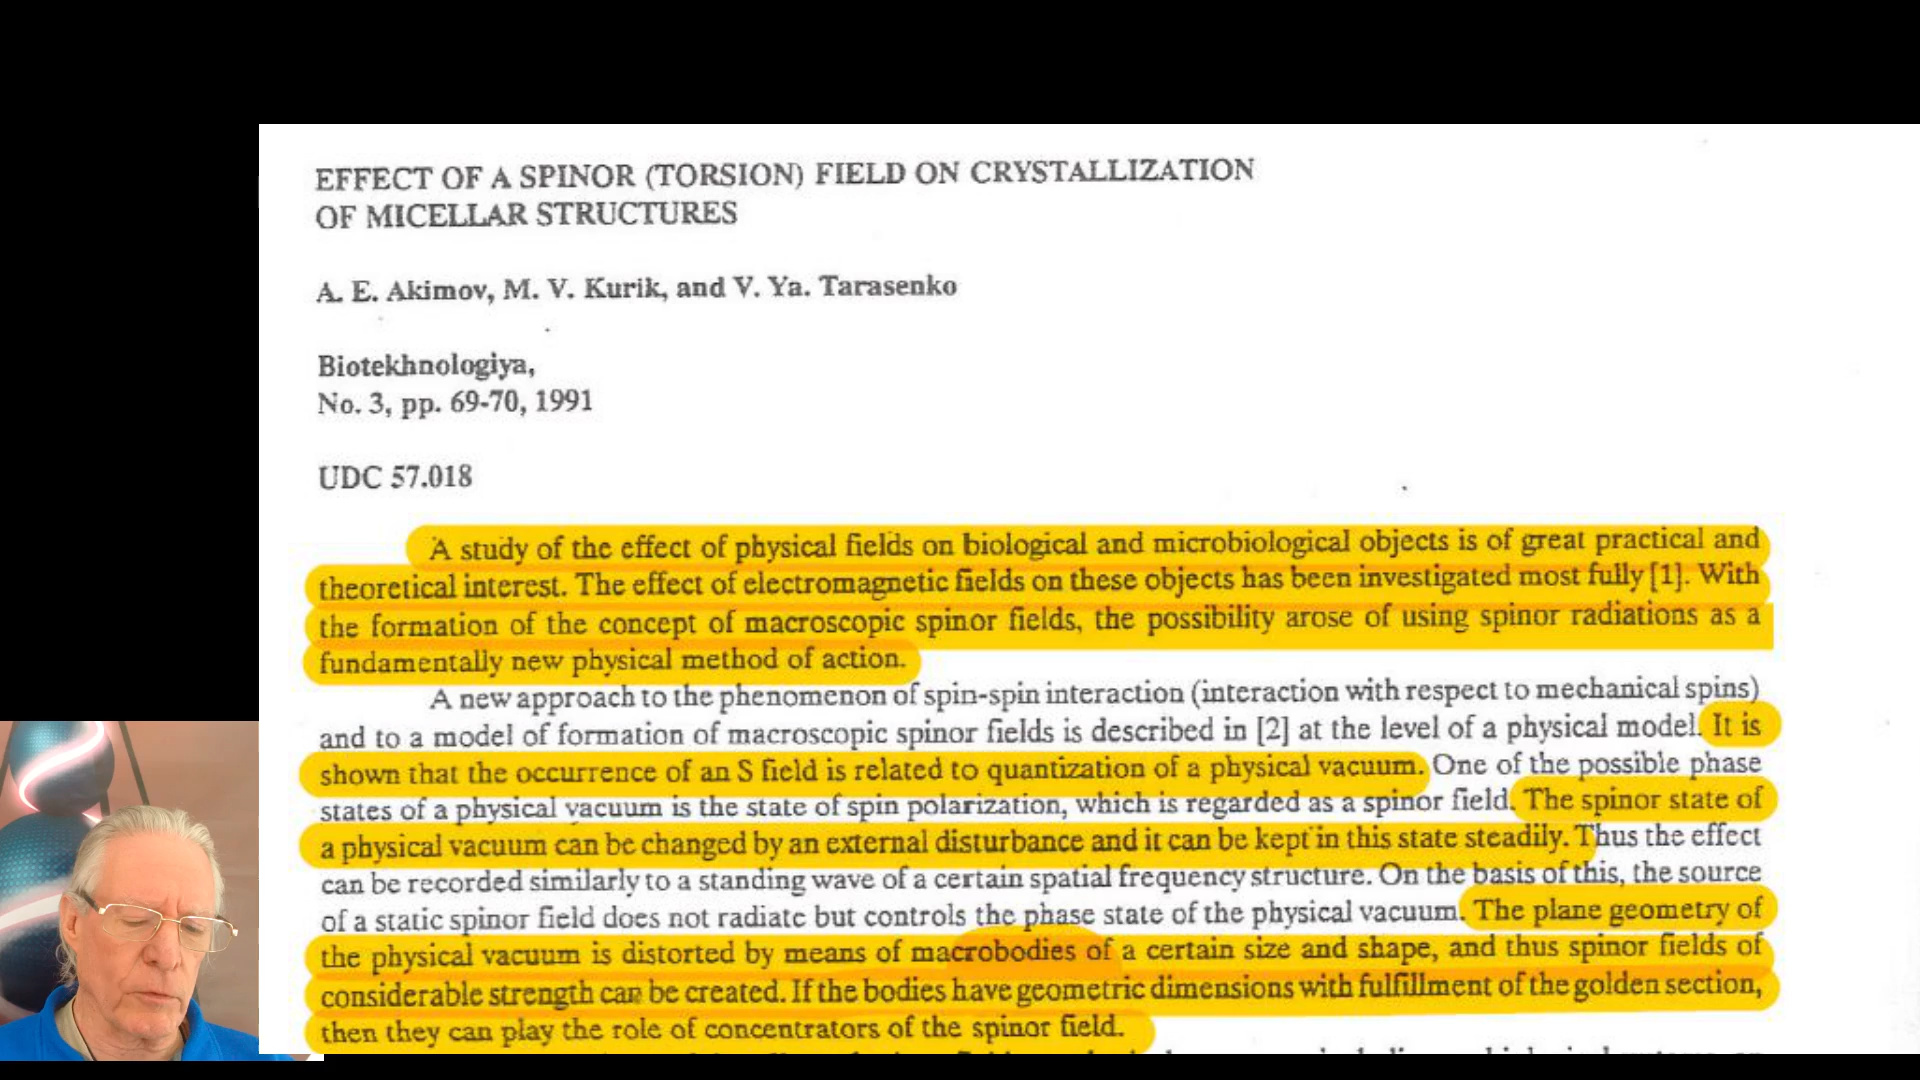 EFFECT OF A SPINOR (TORSION) FIELD ON CRYSTALLIZATION
OF MICELLAR STRUCTURES
A. E. Akimov, M. V. Kurik, and V. Ya. Tarasenko
Biotekhnologiya,
No. 3, pp. 69-70, 1991
UDC 57.018
A study of the effect of physical fields on biological and microbiological objects is of great practical and
theoretical interest. The effect of electromagnetic fields on these objects has been investigated most fully [1]. With
the formation of the concept of macroscopic spinor fields, the possibility arose of using spinor radiations as a
fundamentally new physical method of action.
A new approach to the phenomenon of spin-spin interaction (interaction with respect to mechanical spins)
and to a model of formation of macroscopic spinor fields is described in [2] at the level of a physical model. It is
shown that the occurrence of an S field is related to quantization of a physical vacuum. One of the possible phase
states of a physical vacuum is the state of spin polarization, which is regarded as a spinor field. The spinor state of
a physical vacuum can be changed by an external disturbance and it can be kept in this state steadily. Thus the effect
can be recorded similarly to a standing wave of a certain spatial frequency structure. On the basis of this, the source
of a static spinor field does not radiate but controls the phase state of the physical vacuum. The plane geometry of
the physical vacuum is distorted by means of macrobodies of a certain size and shape, and thus spinor fields of
considerable strength can be created. If the bodies have geometric dimensions with fulfillment of the golden section,
then they can play the role of concentrators of the spinor field.